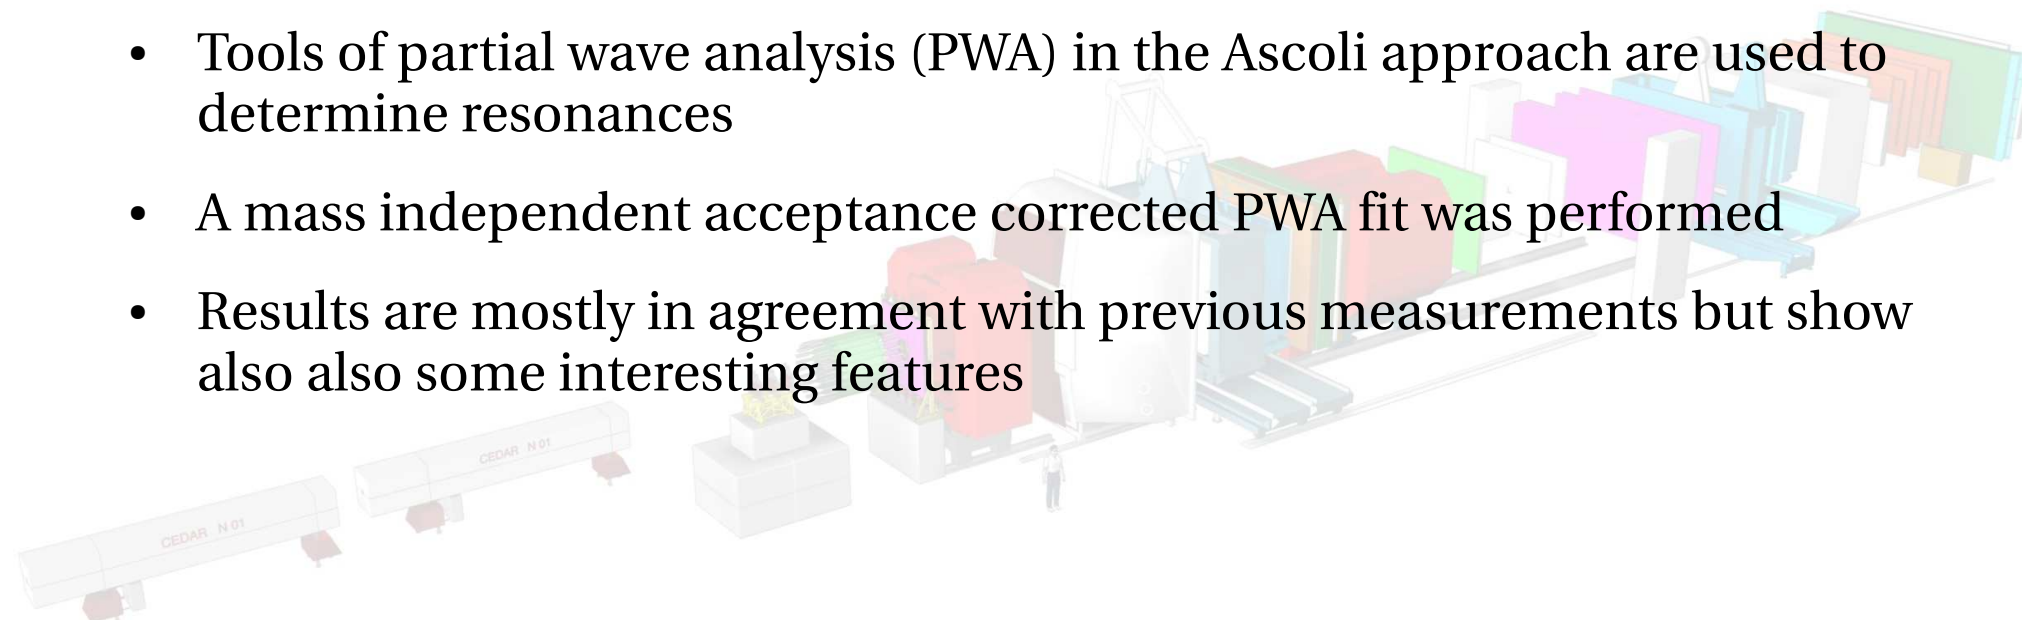 • Tools of partial wave analysis (PWA) in the Ascoli approach are used to
determine resonances
• A mass independent acceptance corrected PWA fit was performed
• Results are mostly in agreement with previous measurements but show
also also some interesting features
CEDAR N 01
CEDAR N 01